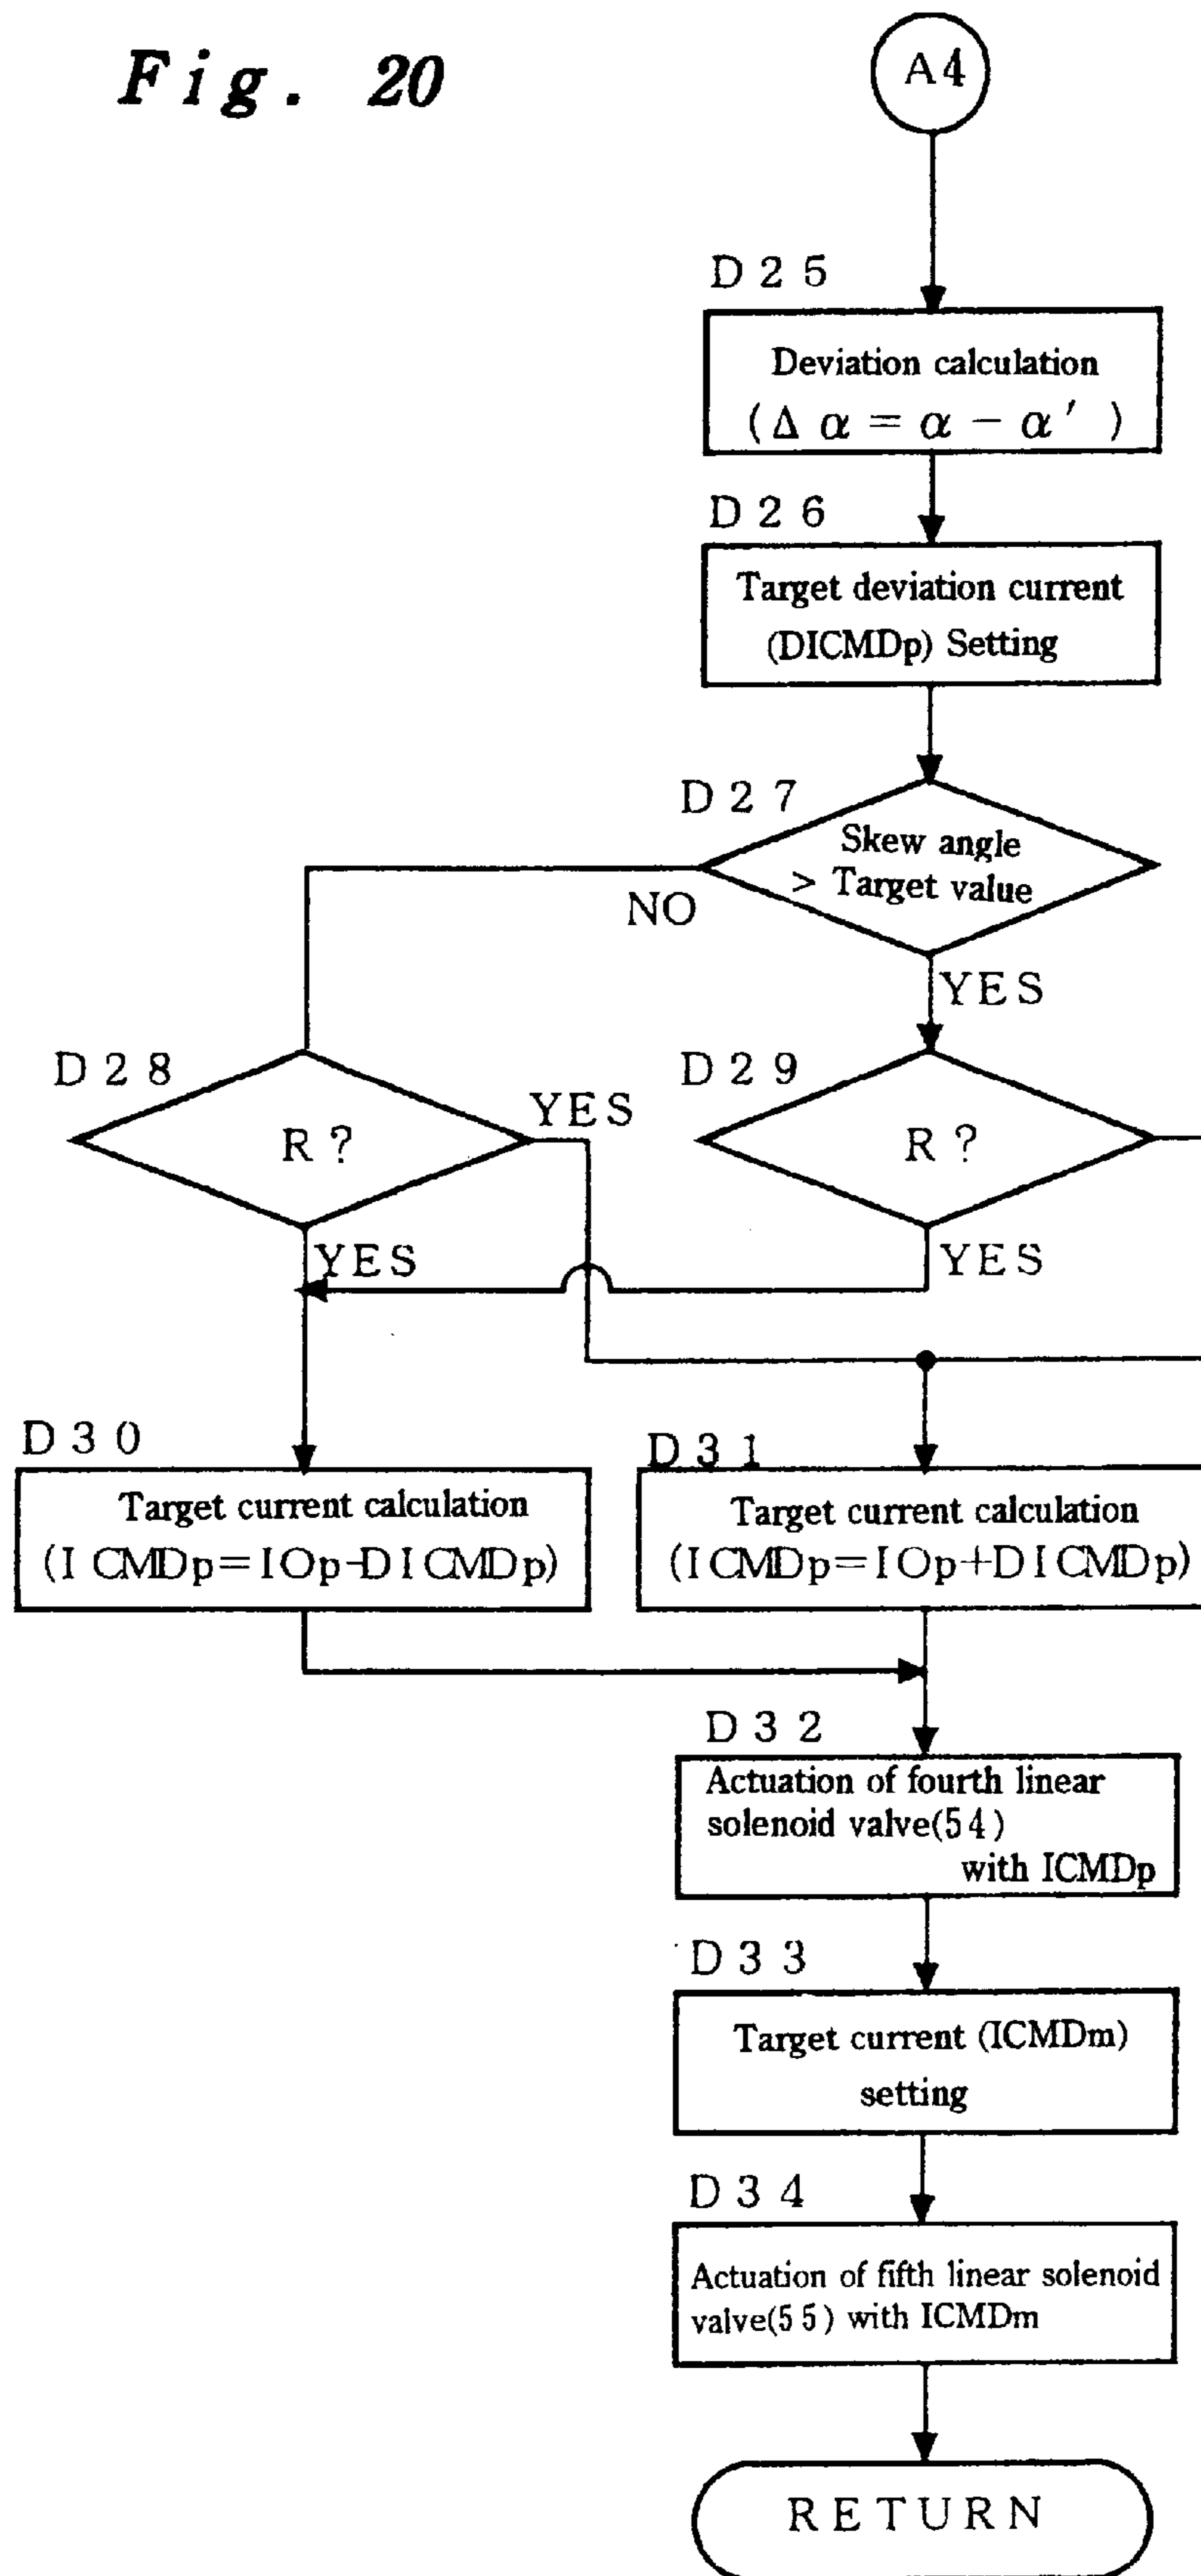 Fig. 20
A4
D25
Deviation calculation
(Δα = α − α′)
D26
Target deviation current
(DICMDp) Setting
D27
Skew angle
> Target value
NO
YES
D28
R?
YES
D29
R?
YES
YES
D30
Target current calculation
(ICMDp=IOp-DICMDp)
D31
Target current calculation
(ICMDp=IOp+DICMDp)
D32
Actuation of fourth linear
solenoid valve(54)
with ICMDp
D33
Target current (ICMDm)
setting
D34
Actuation of fifth linear solenoid
valve(55) with ICMDm
RETURN